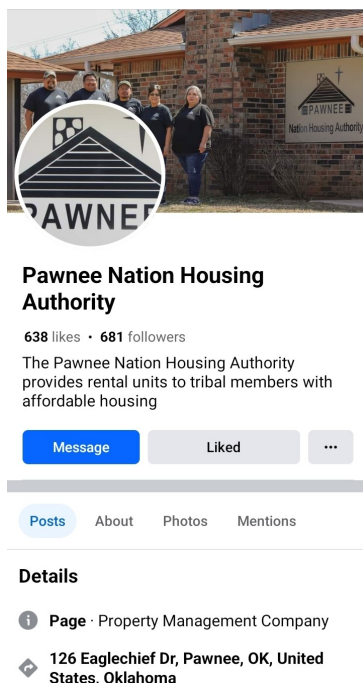 PAWNEE
Nation Housing Authority
PAWNEE
Pawnee Nation Housing
Authority
638 likes • 681 followers
The Pawnee Nation Housing Authority
provides rental units to tribal members with
affordable housing
Message
Liked
...
Posts
About
Photos
Mentions
Details
Page · Property Management Company
126 Eaglechief Dr, Pawnee, OK, United
States, Oklahoma